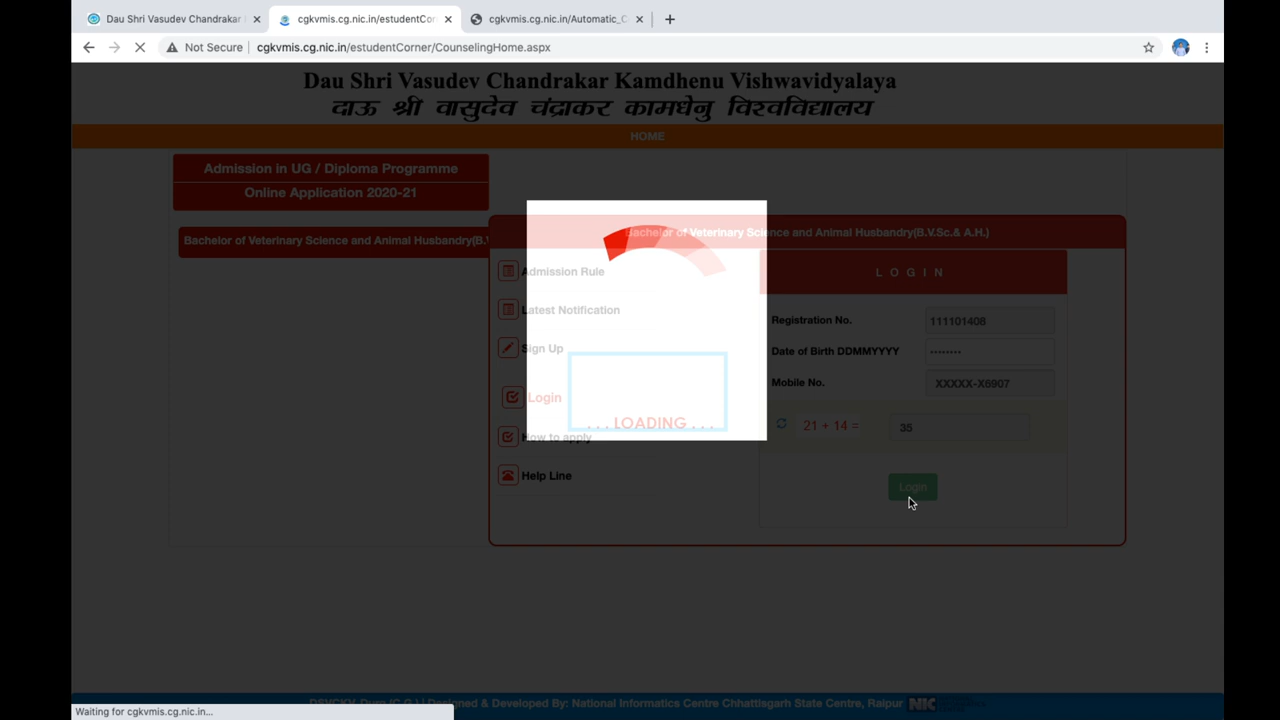 Dau Shri Vasudev Chandrakar
cgkvmis.cg.nic.in/estudentCor
cgkvmis.cg.nic.in/Automatic_C
Not Secure
cgkvmis.cg.nic.in/estudentCorner/CounselingHome.aspx
Dau Shri Vasudev Chandrakar Kamdhenu Vishwavidyalaya
दाऊ श्री वासुदेव चंद्राकर कामधेनु विश्वविद्यालय
HOME
Admission in UG / Diploma Programme
Online Application 2020-21
Bachelor of Veterinary Science and Animal Husbandry(B.V
Bachelor of Veterinary Science and Animal Husbandry(B.V.Sc.& A.H.)
Admission Rule
Latest Notification
Sign Up
Login
How to apply
Help Line
L O G I N
Registration No.
111101408
Date of Birth DDMMYYYY
••••••••
Mobile No.
XXXXX-X6907
21 + 14 =
35
Login
. . . LOADING . . .
DSVCKV, Durg (C.G.) | Designed & Developed By: National Informatics Centre Chhattisgarh State Centre, Raipur
NIC
Waiting for cgkvmis.cg.nic.in...